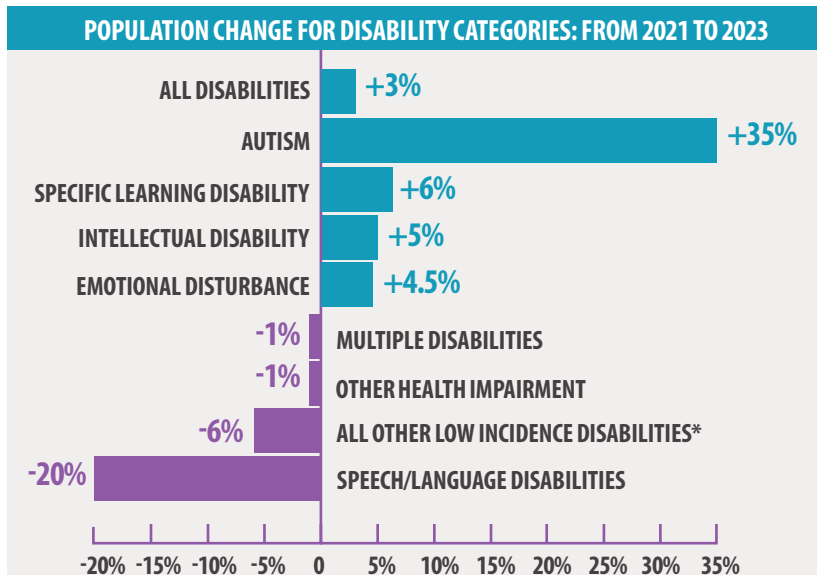 POPULATION CHANGE FOR DISABILITY CATEGORIES: FROM 2021 TO 2023
ALL DISABILITIES +3%
AUTISM +35%
SPECIFIC LEARNING DISABILITY +6%
INTELLECTUAL DISABILITY +5%
EMOTIONAL DISTURBANCE +4.5%
-1% MULTIPLE DISABILITIES
-1% OTHER HEALTH IMPAIRMENT
-6% ALL OTHER LOW INCIDENCE DISABILITIES*
-20% SPEECH/LANGUAGE DISABILITIES
-20% -15% -10% -5% 0 5% 10% 15% 20% 25% 30% 35%